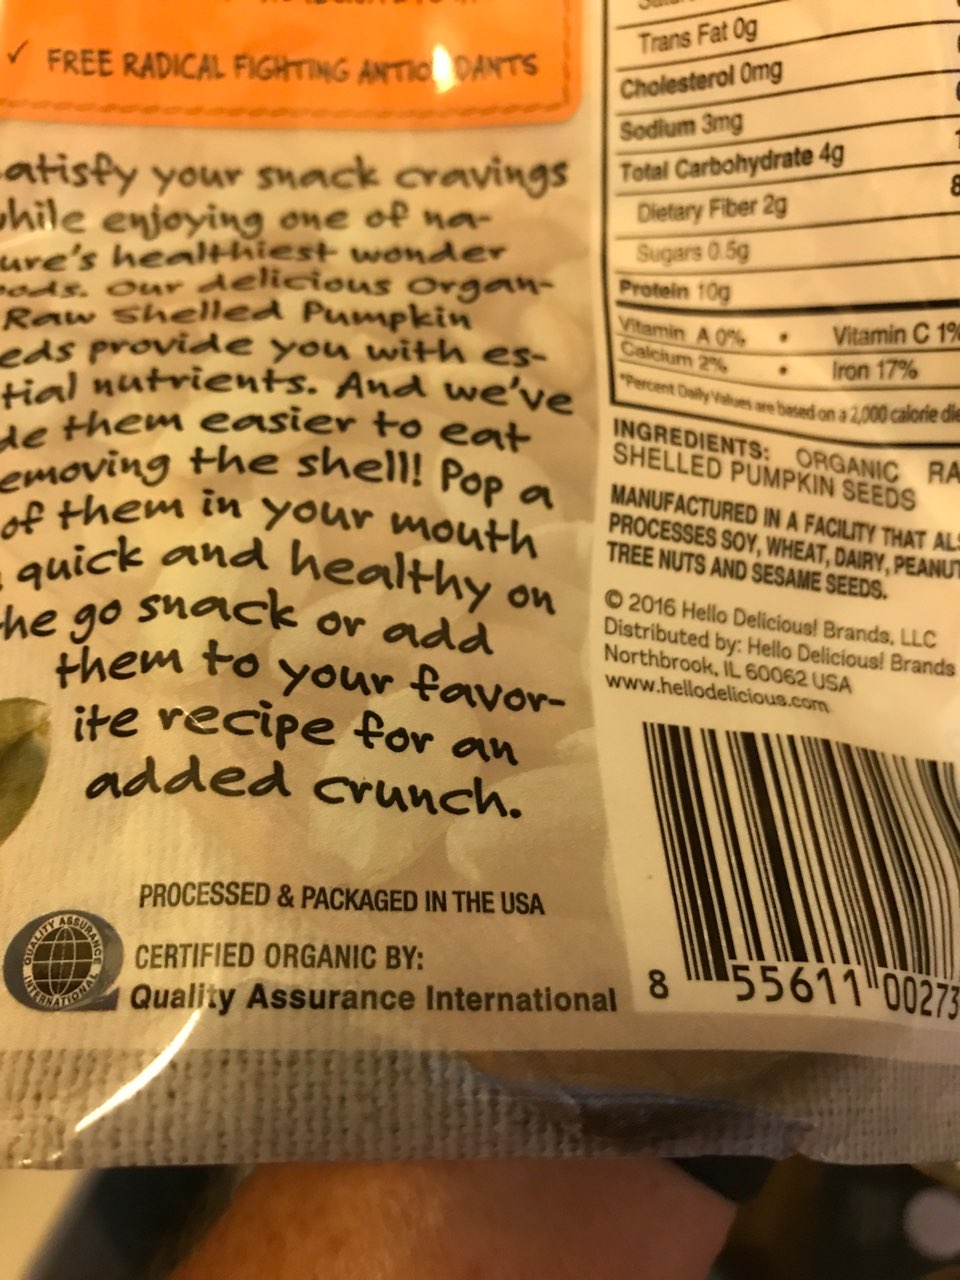 ✓ FREE RADICAL FIGHTING ANTIO DANTS
atisfy your snack cravings
while enjoying one of na-
ure's healthiest wonder
oods. Our delicious Organ-
Raw Shelled Pumpkin
eds provide you with es-
tial nutrients. And we've
de them easier to eat
emoving the shell! Pop a
of them in your mouth
quick and healthy on
he go snack or add
them to your favor-
ite recipe for an
added crunch.
PROCESSED & PACKAGED IN THE USA
QUALITY ASSURANCE
INTERNATIONAL
CERTIFIED ORGANIC BY:
Quality Assurance International
Trans Fat 0g
Cholesterol 0mg
Sodium 3mg
Total Carbohydrate 4g
Dietary Fiber 2g
8
Sugars 0.5g
Protein 10g
Vitamin A 0% • Vitamin C 1%
Calcium 2% • Iron 17%
*Percent Daily Values are based on a 2,000 calorie die
INGREDIENTS: ORGANIC RA
SHELLED PUMPKIN SEEDS
MANUFACTURED IN A FACILITY THAT ALS
PROCESSES SOY, WHEAT, DAIRY, PEANUT
TREE NUTS AND SESAME SEEDS.
© 2016 Hello Delicious! Brands, LLC
Distributed by: Hello Delicious! Brands
Northbrook, IL 60062 USA
www.hellodelicious.com
8 55611 00273